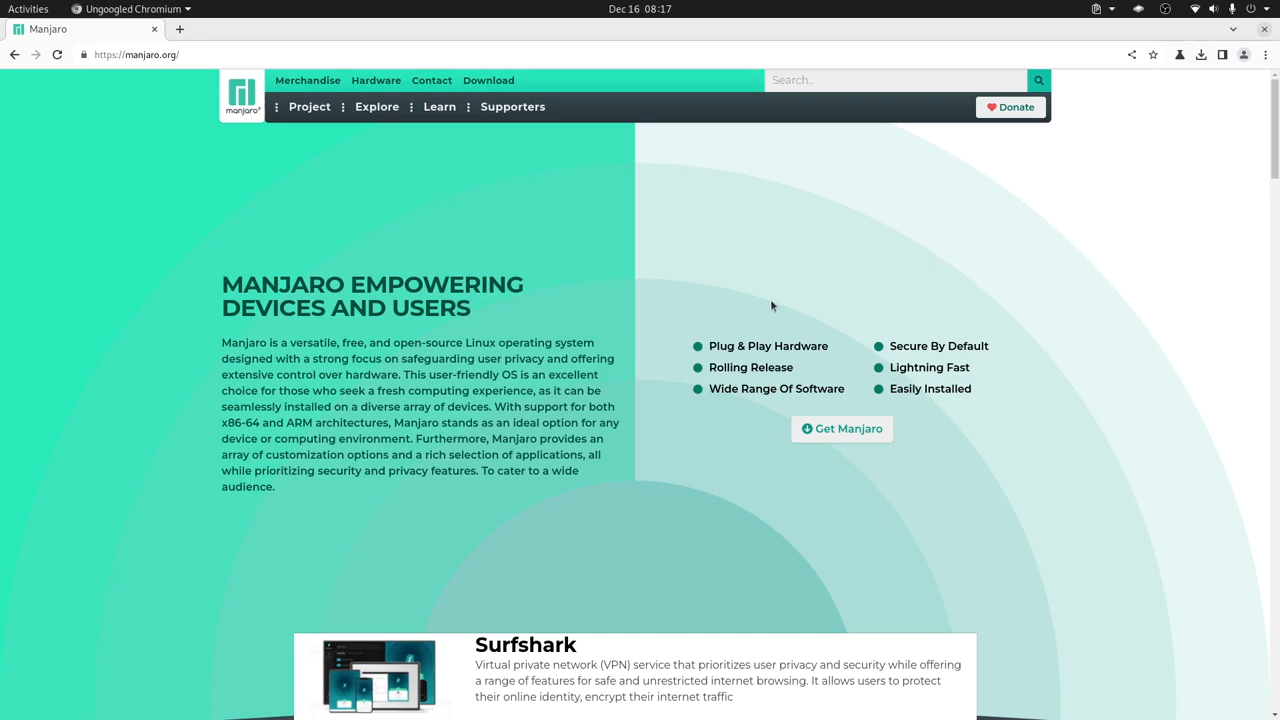 Activities
Ungoogled Chromium
Dec 16 08:17
Manjaro
https://manjaro.org/
Merchandise Hardware Contact Download
Search..
manjaro
Project Explore Learn Supporters
Donate
MANJARO EMPOWERING
DEVICES AND USERS
Manjaro is a versatile, free, and open-source Linux operating system
designed with a strong focus on safeguarding user privacy and offering
extensive control over hardware. This user-friendly OS is an excellent
choice for those who seek a fresh computing experience, as it can be
seamlessly installed on a diverse array of devices. With support for both
x86-64 and ARM architectures, Manjaro stands as an ideal option for any
device or computing environment. Furthermore, Manjaro provides an
array of customization options and a rich selection of applications, all
while prioritizing security and privacy features. To cater to a wide
audience.
Plug & Play Hardware
Rolling Release
Wide Range Of Software
Secure By Default
Lightning Fast
Easily Installed
Get Manjaro
Surfshark
Virtual private network (VPN) service that prioritizes user privacy and security while offering
a range of features for safe and unrestricted internet browsing. It allows users to protect
their online identity, encrypt their internet traffic